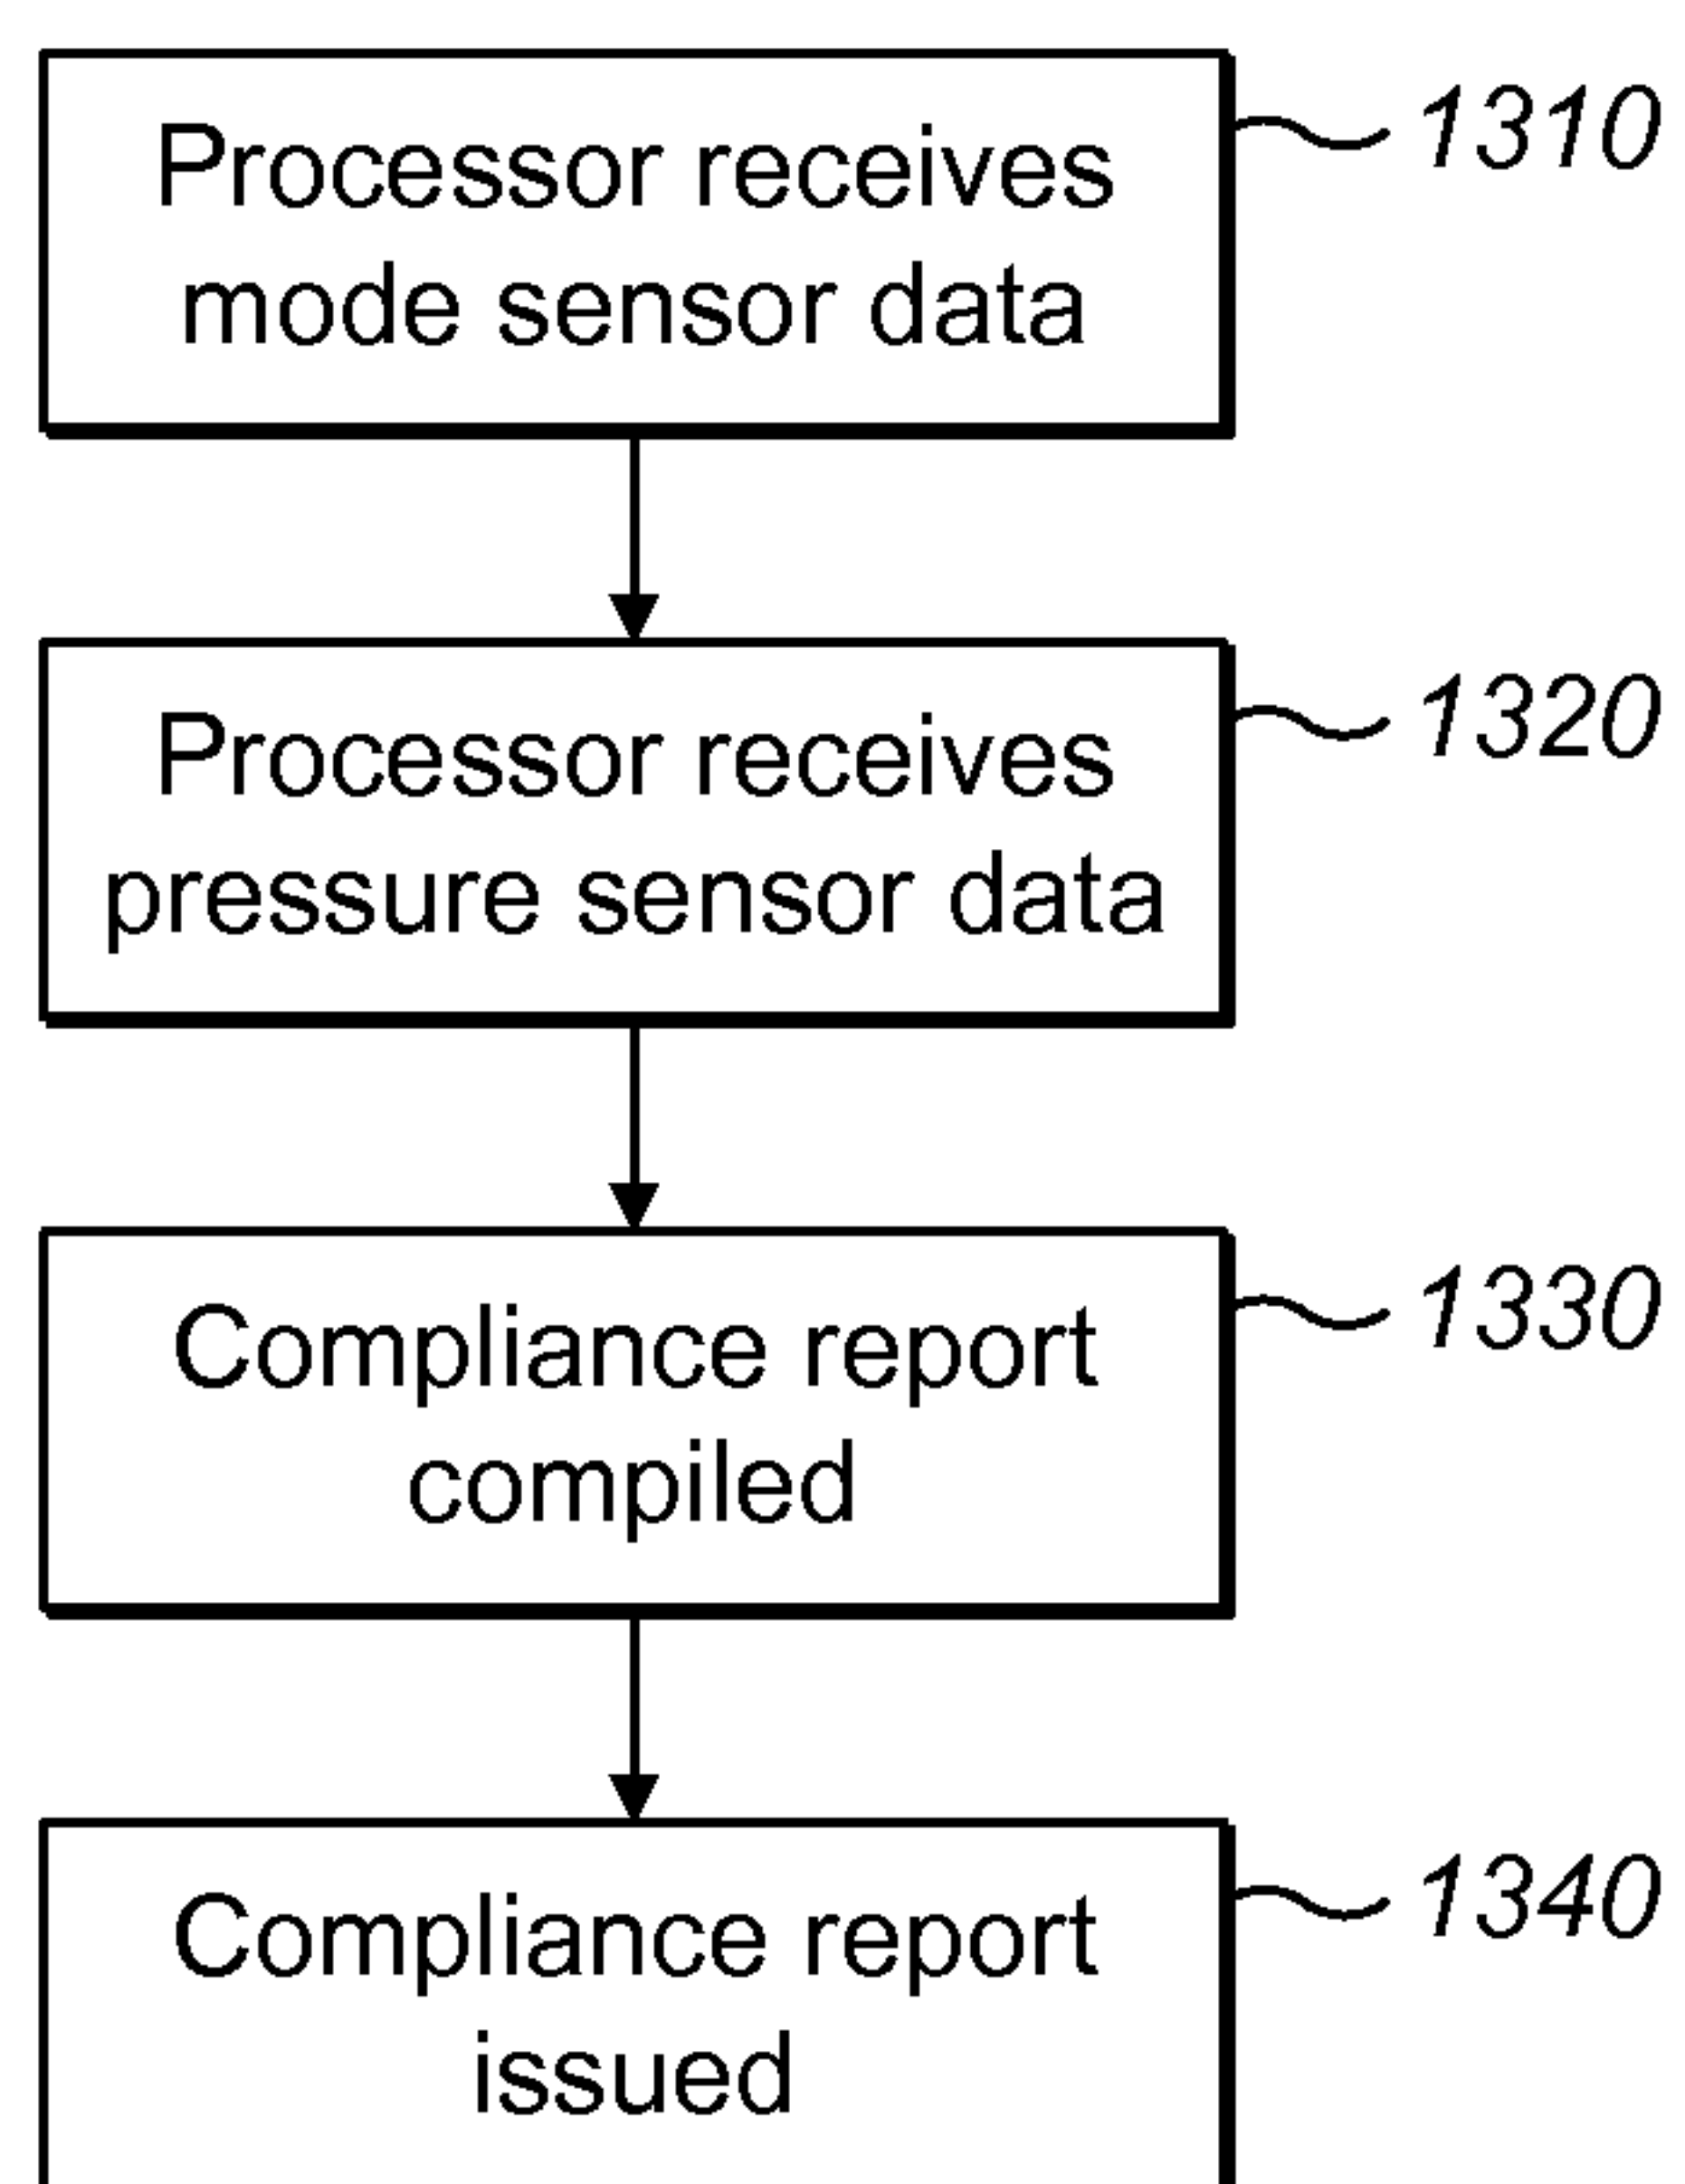 Processor receives
mode sensor data
1310
Processor receives
pressure sensor data
1320
Compliance report
compiled
1330
Compliance report
issued
1340